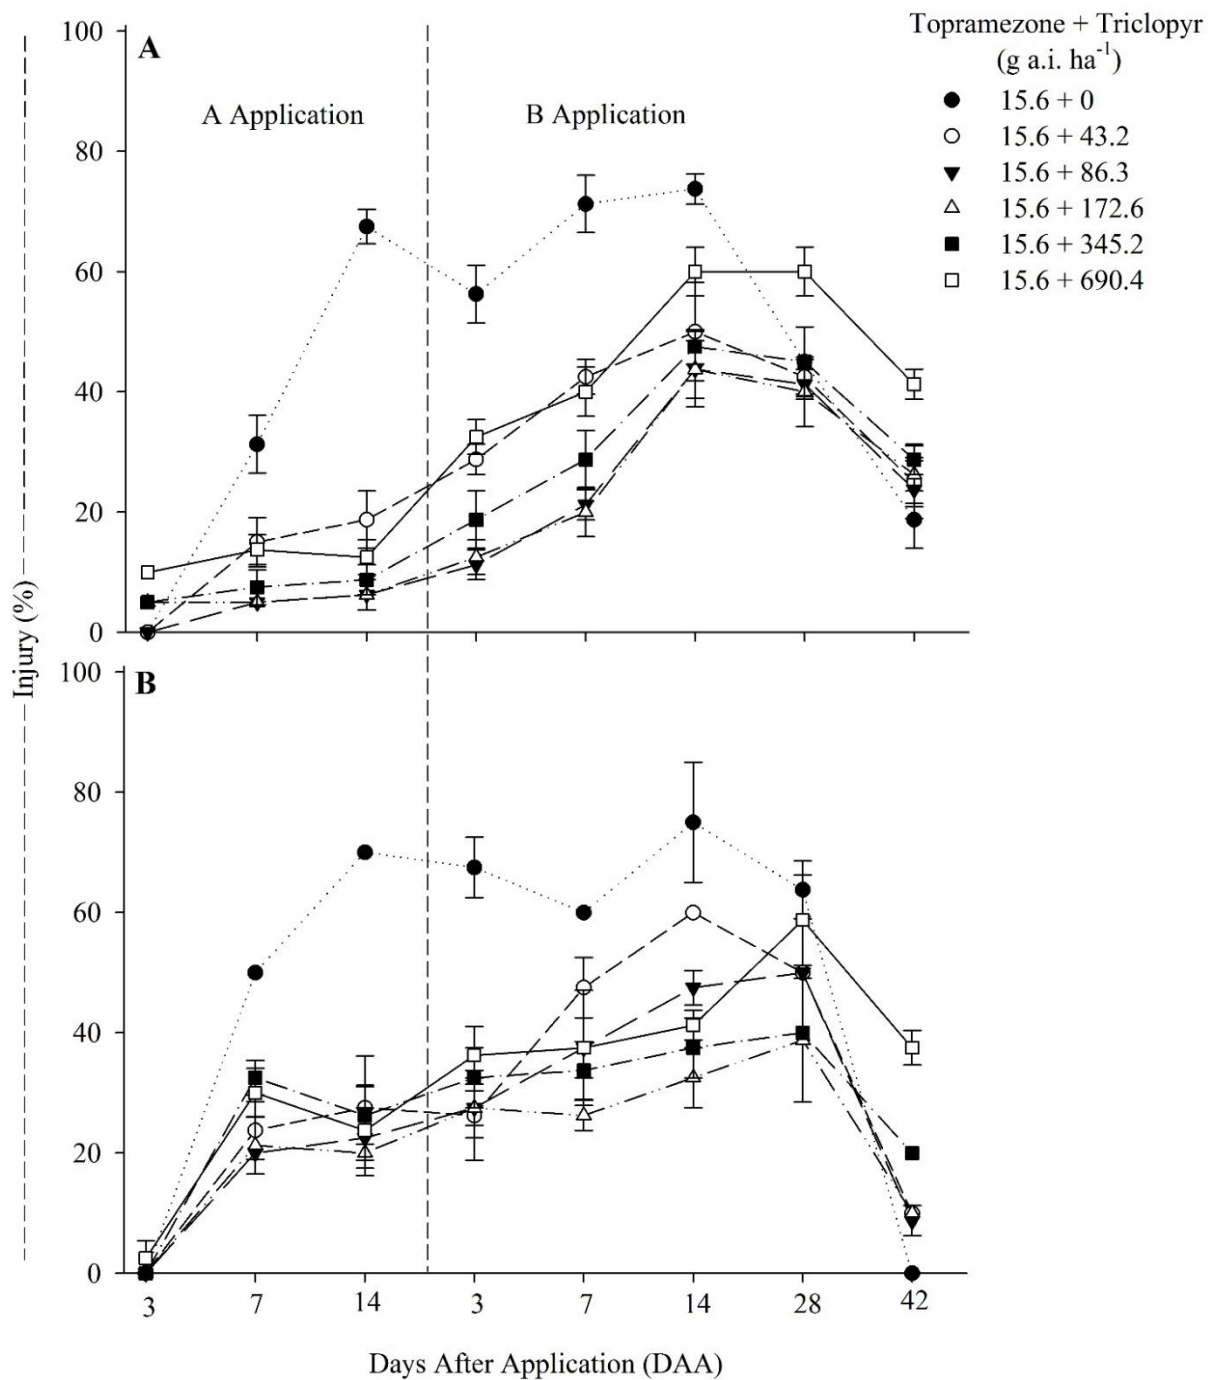 Topramezone + Triclopyr
(g a.i. ha⁻¹)
15.6 + 0
15.6 + 43.2
15.6 + 86.3
15.6 + 172.6
15.6 + 345.2
15.6 + 690.4
A
A Application
B Application
100
80
60
40
20
0
Injury (%)
B
100
80
60
40
20
0
3 7 14 3 7 14 28 42
Days After Application (DAA)